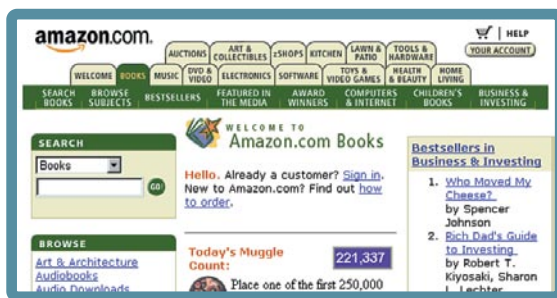 amazon.com.
HELP
YOUR ACCOUNT
AUCTIONS
ART & COLLECTIBLES
zSHOPS
KITCHEN
LAWN & PATIO
TOOLS & HARDWARE
WELCOME
BOOKS
MUSIC
DVD & VIDEO
ELECTRONICS
SOFTWARE
TOYS & VIDEO GAMES
HEALTH & BEAUTY
HOME LIVING
SEARCH BOOKS
BROWSE SUBJECTS
BESTSELLERS
FEATURED IN THE MEDIA
AWARD WINNERS
COMPUTERS & INTERNET
CHILDREN'S BOOKS
BUSINESS & INVESTING
SEARCH
Books
GO!
BROWSE
Art & Architecture
Audiobooks
Audio Downloads
WELCOME TO
Amazon.com Books
Hello. Already a customer? Sign in.
New to Amazon.com? Find out how
to order.
Today's Muggle
Count:
221,337
Place one of the first 250,000
Bestsellers in
Business & Investing
1. Who Moved My
Cheese?
by Spencer
Johnson
2. Rich Dad's Guide
to Investing
by Robert T.
Kiyosaki, Sharon
L. Lechter